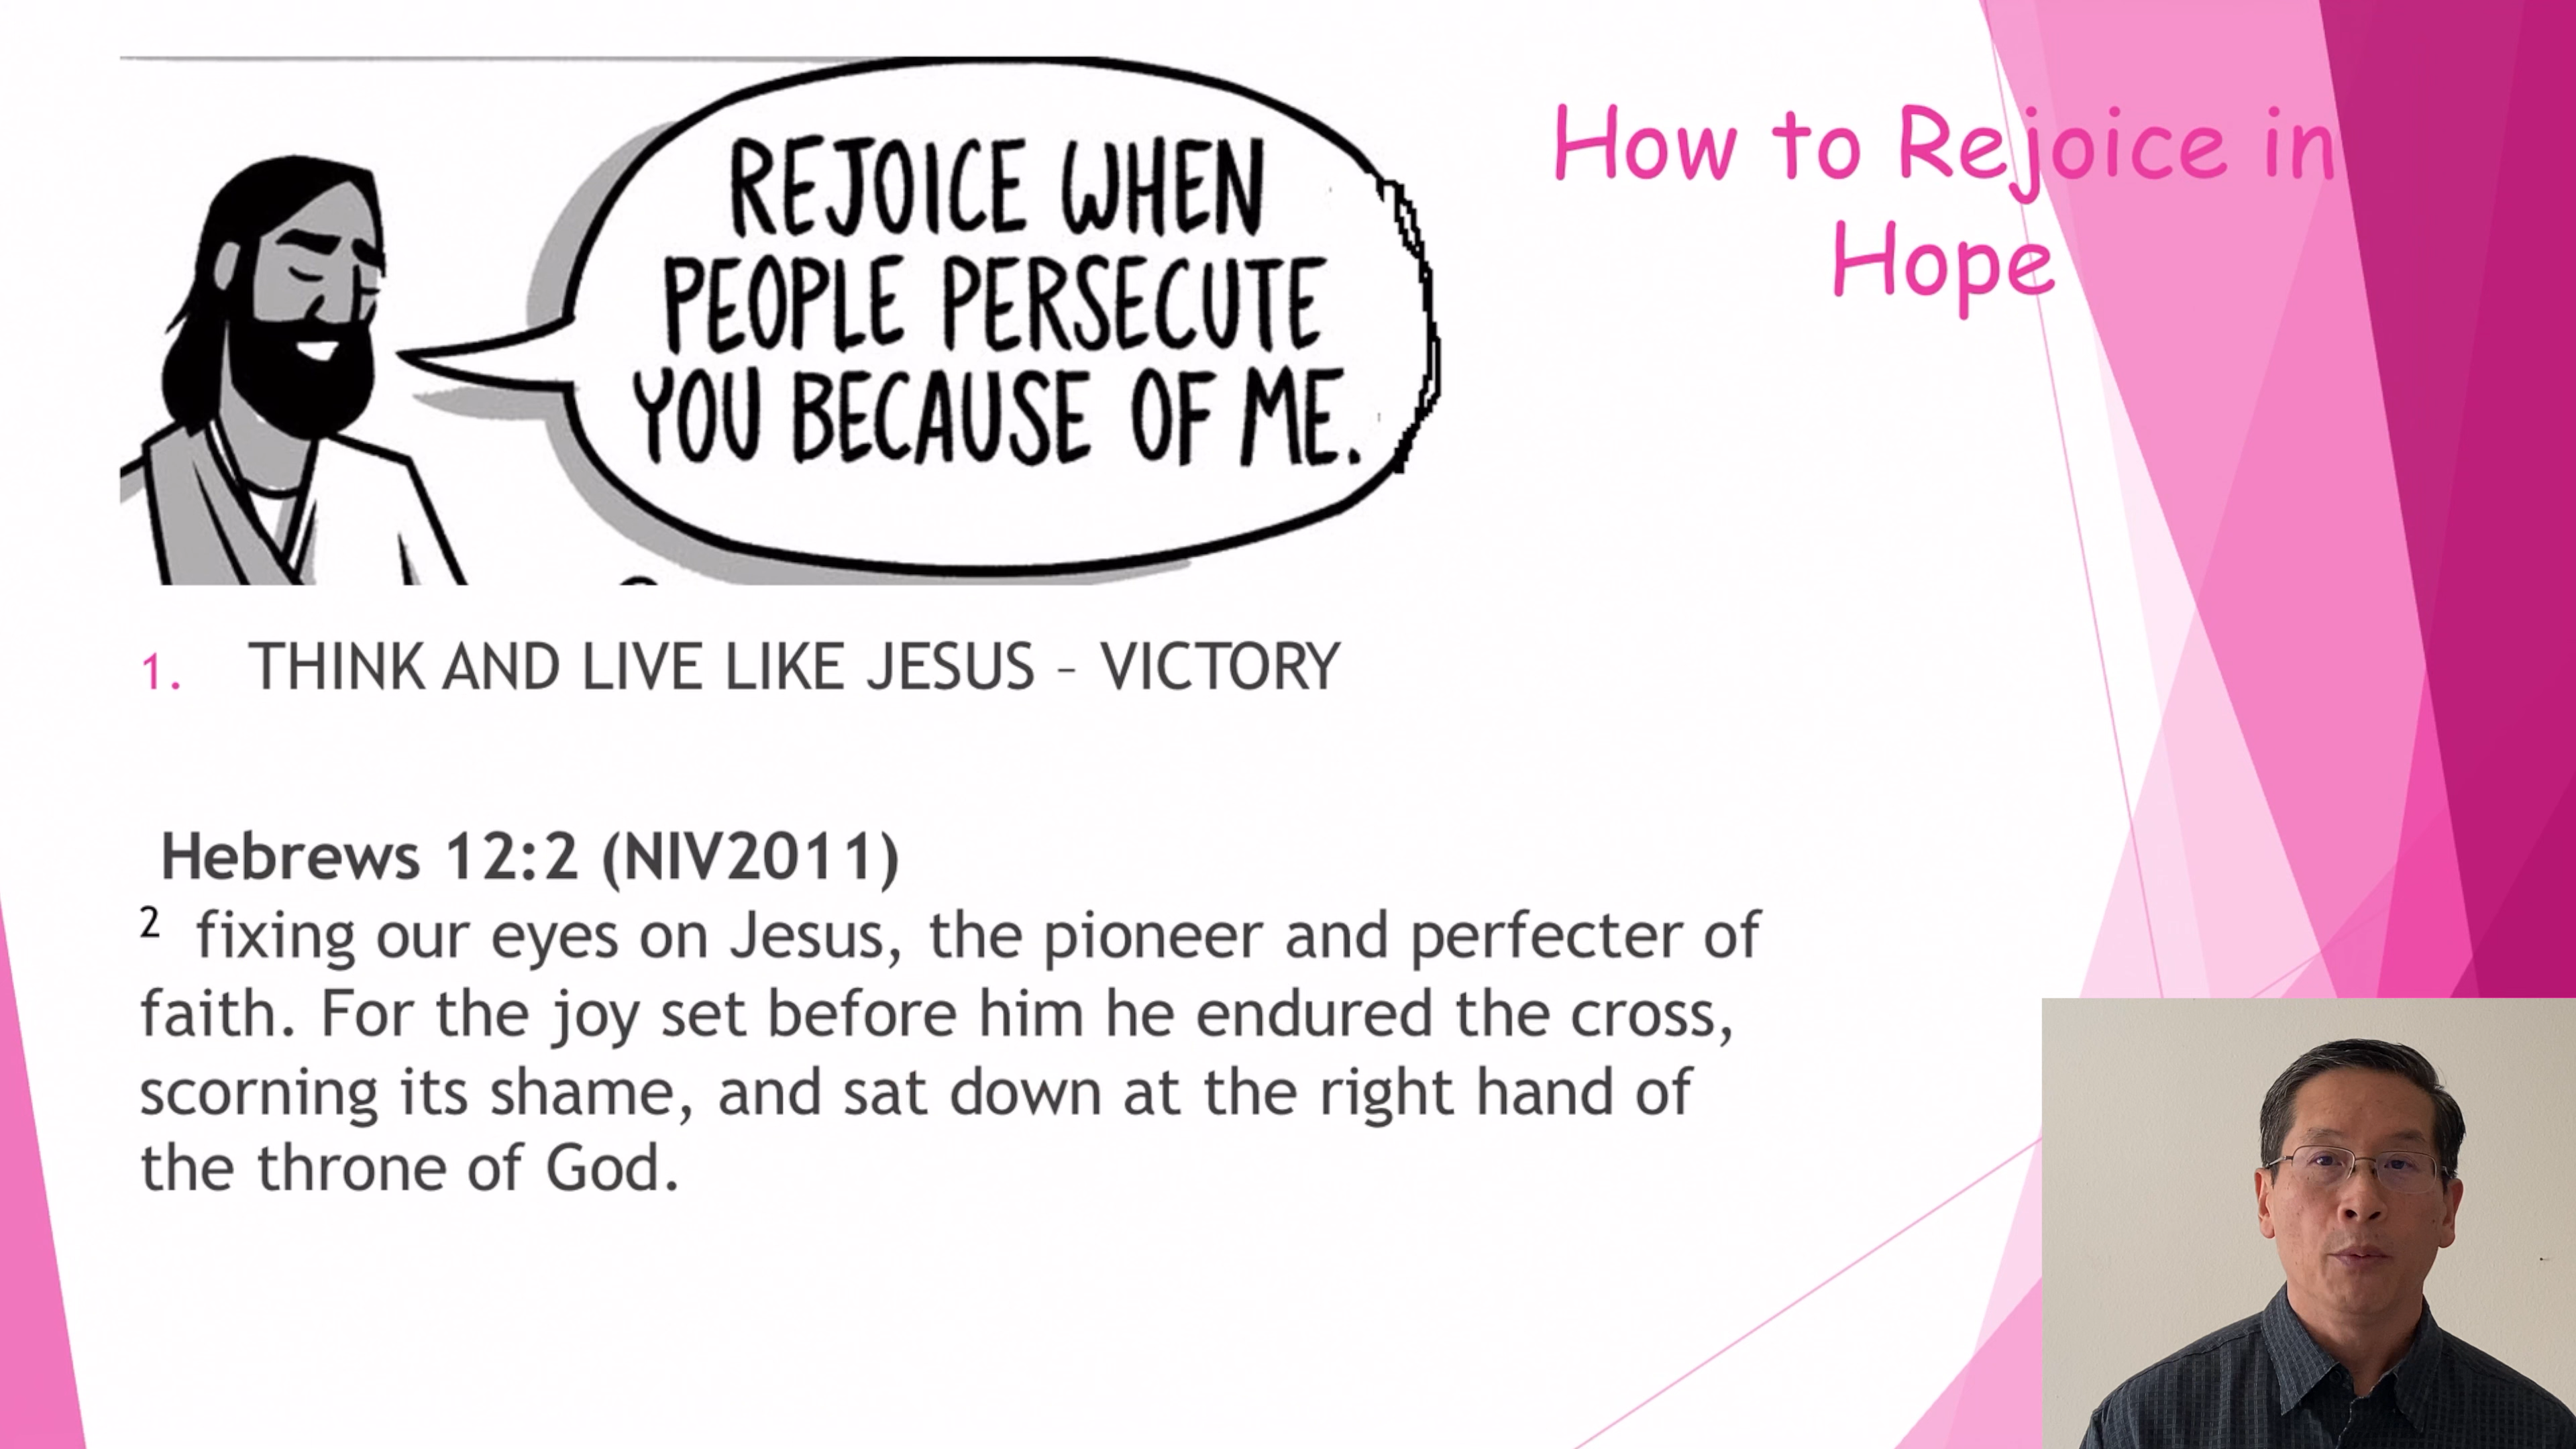 REJOICE WHEN
PEOPLE PERSECUTE
YOU BECAUSE OF ME.
How to Rejoice in
Hope
1. THINK AND LIVE LIKE JESUS – VICTORY
Hebrews 12:2 (NIV2011)
2 fixing our eyes on Jesus, the pioneer and perfecter of
faith. For the joy set before him he endured the cross,
scorning its shame, and sat down at the right hand of
the throne of God.